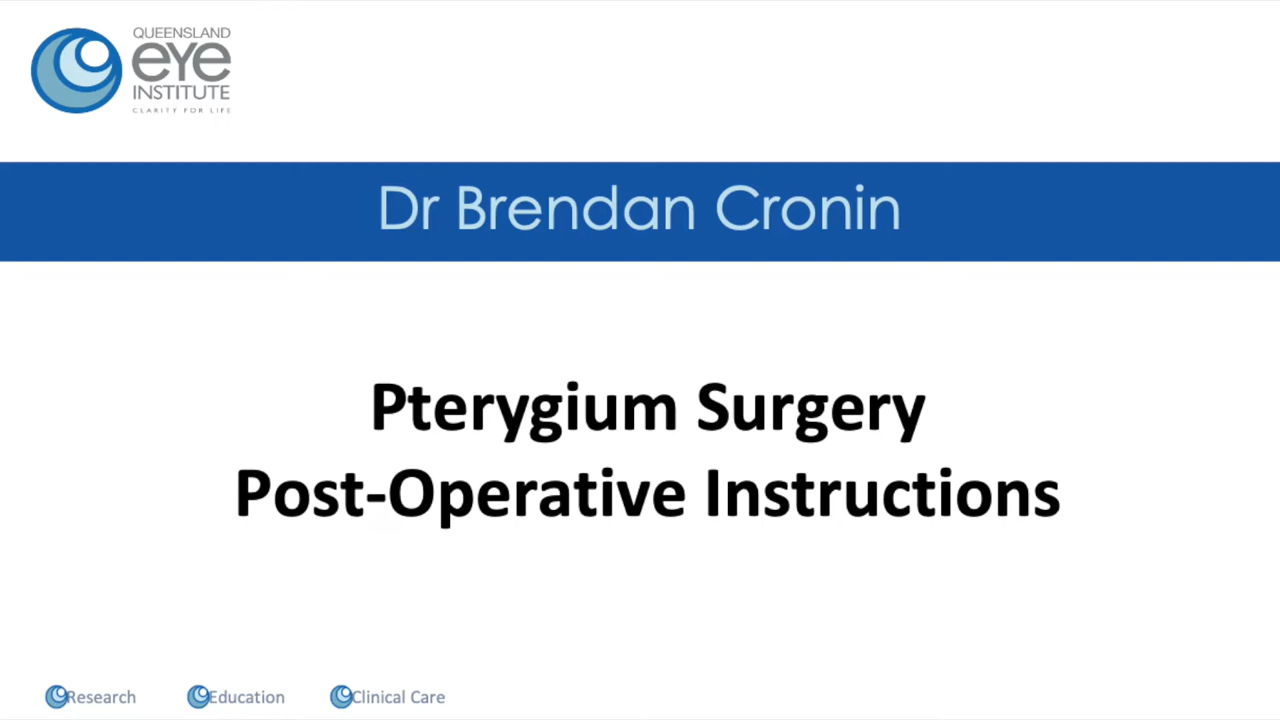 QUEENSLAND
eye
INSTITUTE
CLARITY FOR LIFE
Dr Brendan Cronin
Pterygium Surgery
Post-Operative Instructions
Research Education Clinical Care